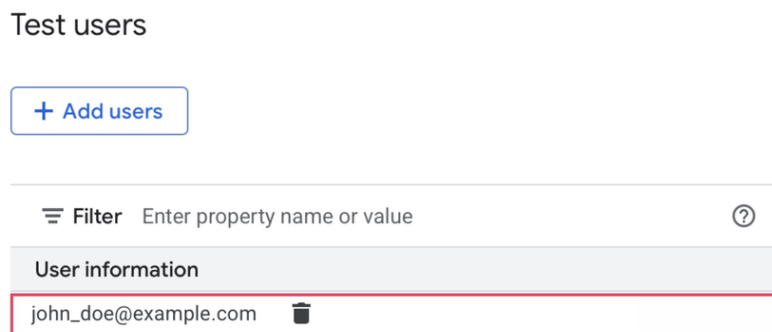 Test users
+ Add users
Filter Enter property name or value
User information
john_doe@example.com